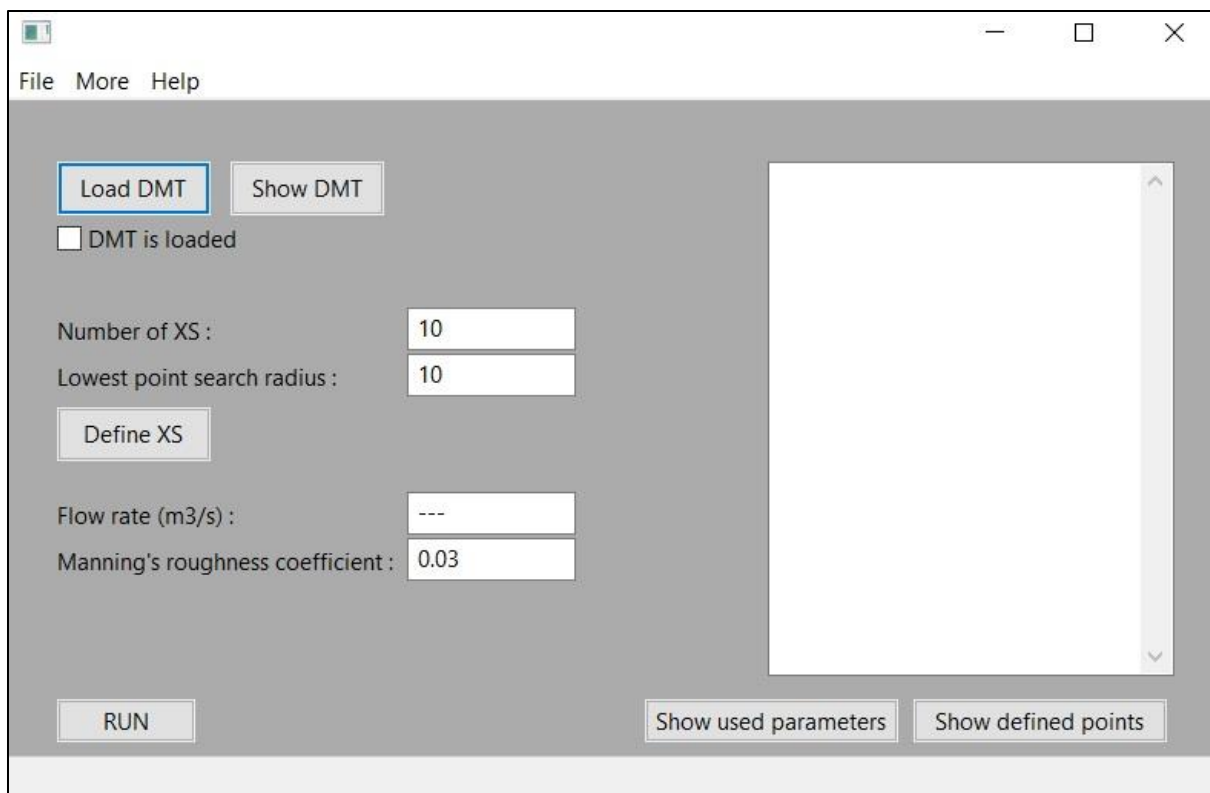 File More Help
Load DMT Show DMT
DMT is loaded
Number of XS : 10
Lowest point search radius : 10
Define XS
Flow rate (m3/s) : ---
Manning's roughness coefficient : 0.03
RUN Show used parameters Show defined points